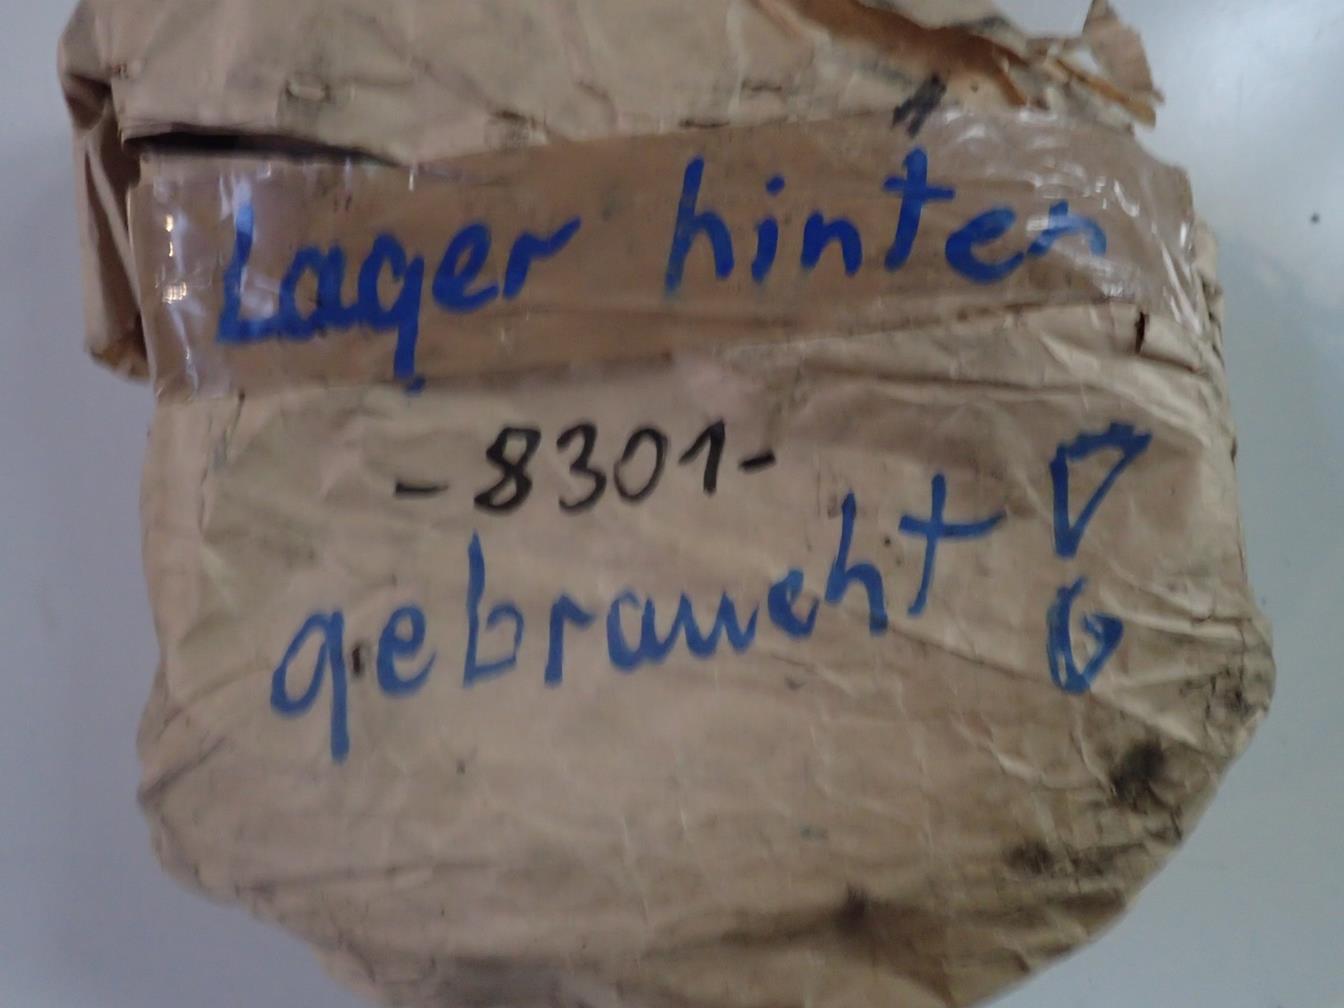 Lager hinten
-8301-
gebraucht!